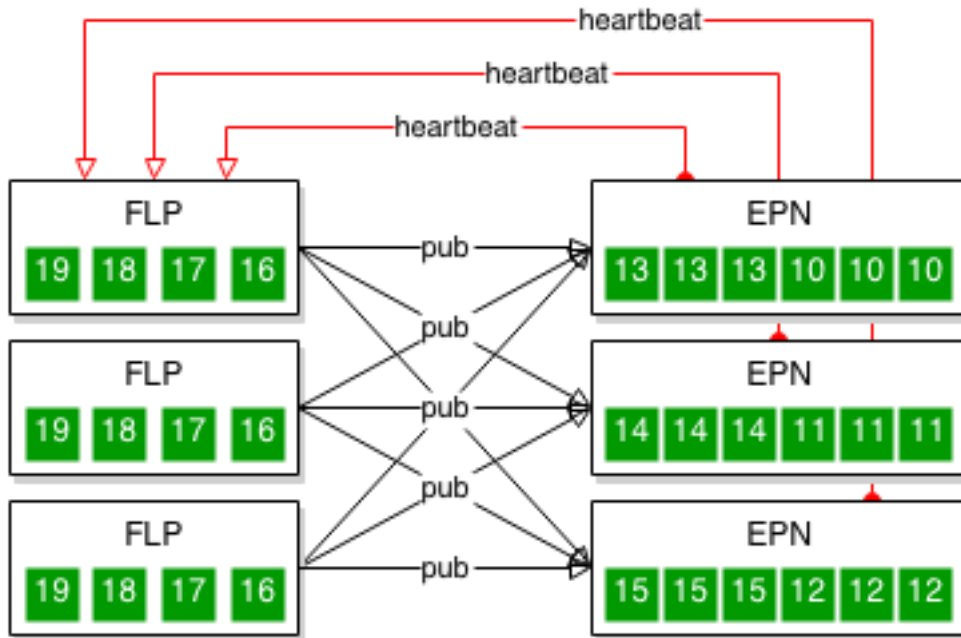 heartbeat
heartbeat
heartbeat
FLP
19 18 17 16
pub
EPN
13 13 13 10 10 10
pub
FLP
19 18 17 16
pub
EPN
14 14 14 11 11 11
pub
FLP
19 18 17 16
pub
EPN
15 15 15 12 12 12